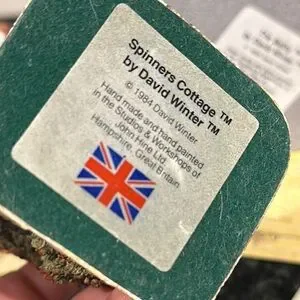 Spinners Cottage ™
by David Winter ™
© 1984 David Winter
Hand made and hand painted
in the Studios & Workshops of
John Hine Ltd.
Hampshire, Great Britain